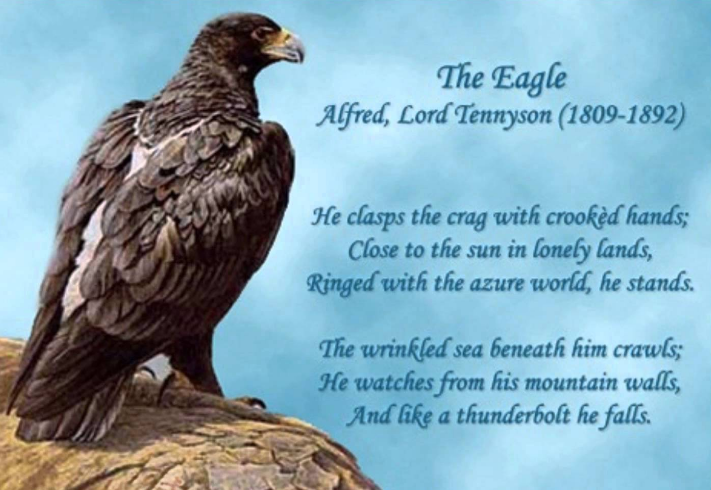 The Eagle
Alfred, Lord Tennyson (1809-1892)
He clasps the crag with crookèd hands;
Close to the sun in lonely lands,
Ringed with the azure world, he stands.
The wrinkled sea beneath him crawls;
He watches from his mountain walls,
And like a thunderbolt he falls.